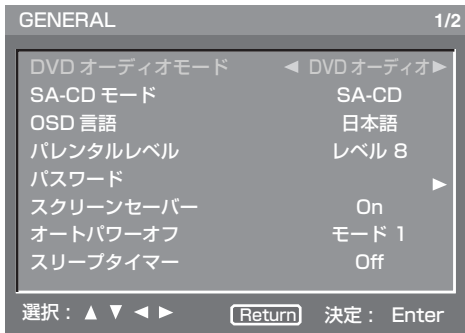 GENERAL 1/2
DVD オーディオモード ◀ DVD オーディオ▶
SA-CD モード SA-CD
OSD 言語 日本語
パレンタルレベル レベル 8
パスワード ▶
スクリーンセーバー On
オートパワーオフ モード 1
スリープタイマー Off
選択 : ▲ ▼ ◀ ▶ Return 決定 : Enter